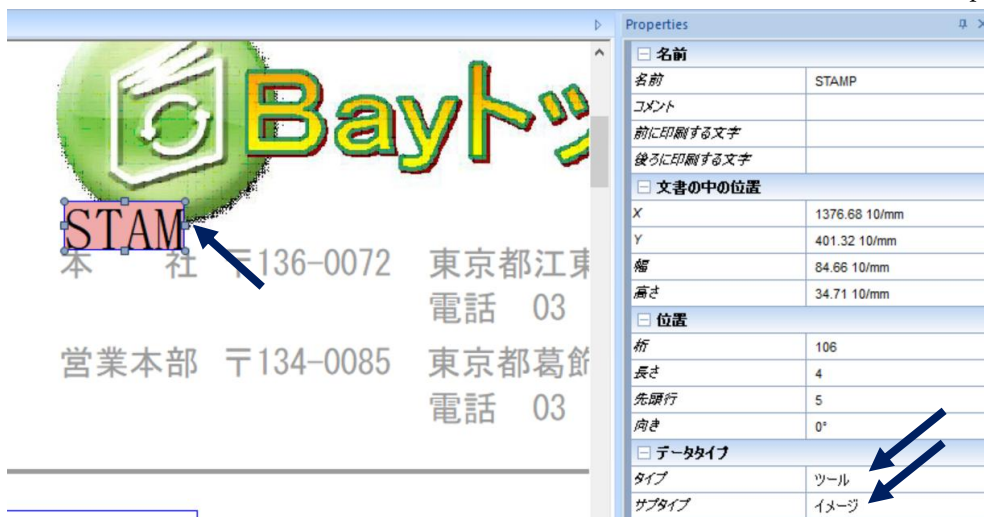 Bayトッ
STAM
本 社 〒136-0072 東京都江東
電話 03
営業本部 〒134-0085 東京都葛飾
電話 03
Properties
名前
名前 STAMP
コメント
前に印刷する文字
後ろに印刷する文字
文書の中の位置
X 1376.68 10/mm
Y 401.32 10/mm
幅 84.66 10/mm
高さ 34.71 10/mm
位置
桁 106
長さ 4
先頭行 5
向き 0°
データタイプ
タイプ ツール
サブタイプ イメージ